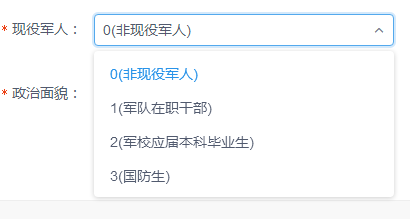 * 现役军人：
0(非现役军人)
0(非现役军人)
1(军队在职干部)
* 政治面貌：
2(军校应届本科毕业生)
3(国防生)